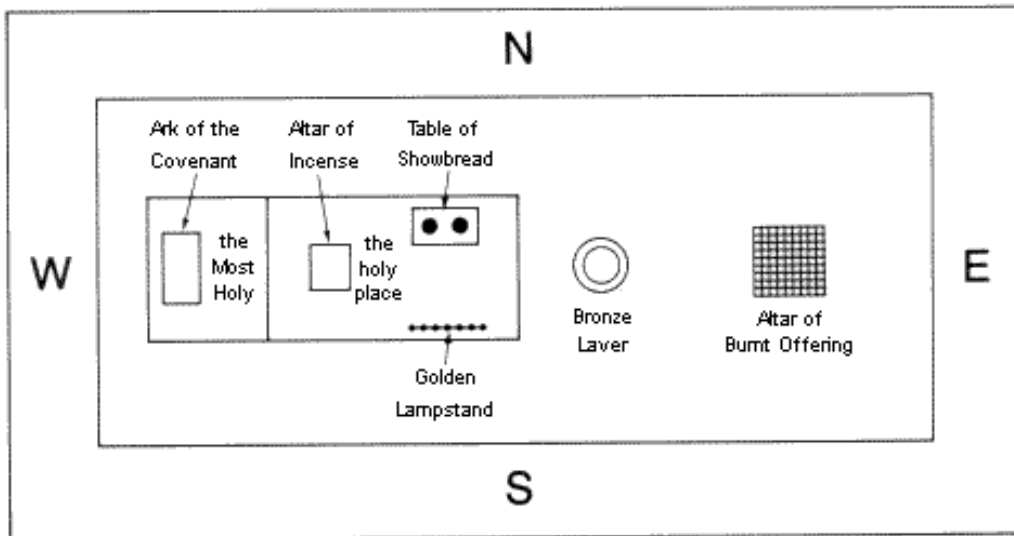 N
Ark of the
Covenant
Altar of
Incense
Table of
Showbread
the
Most
Holy
the
holy
place
W
E
Bronze
Laver
Altar of
Burnt Offering
Golden
Lampstand
S